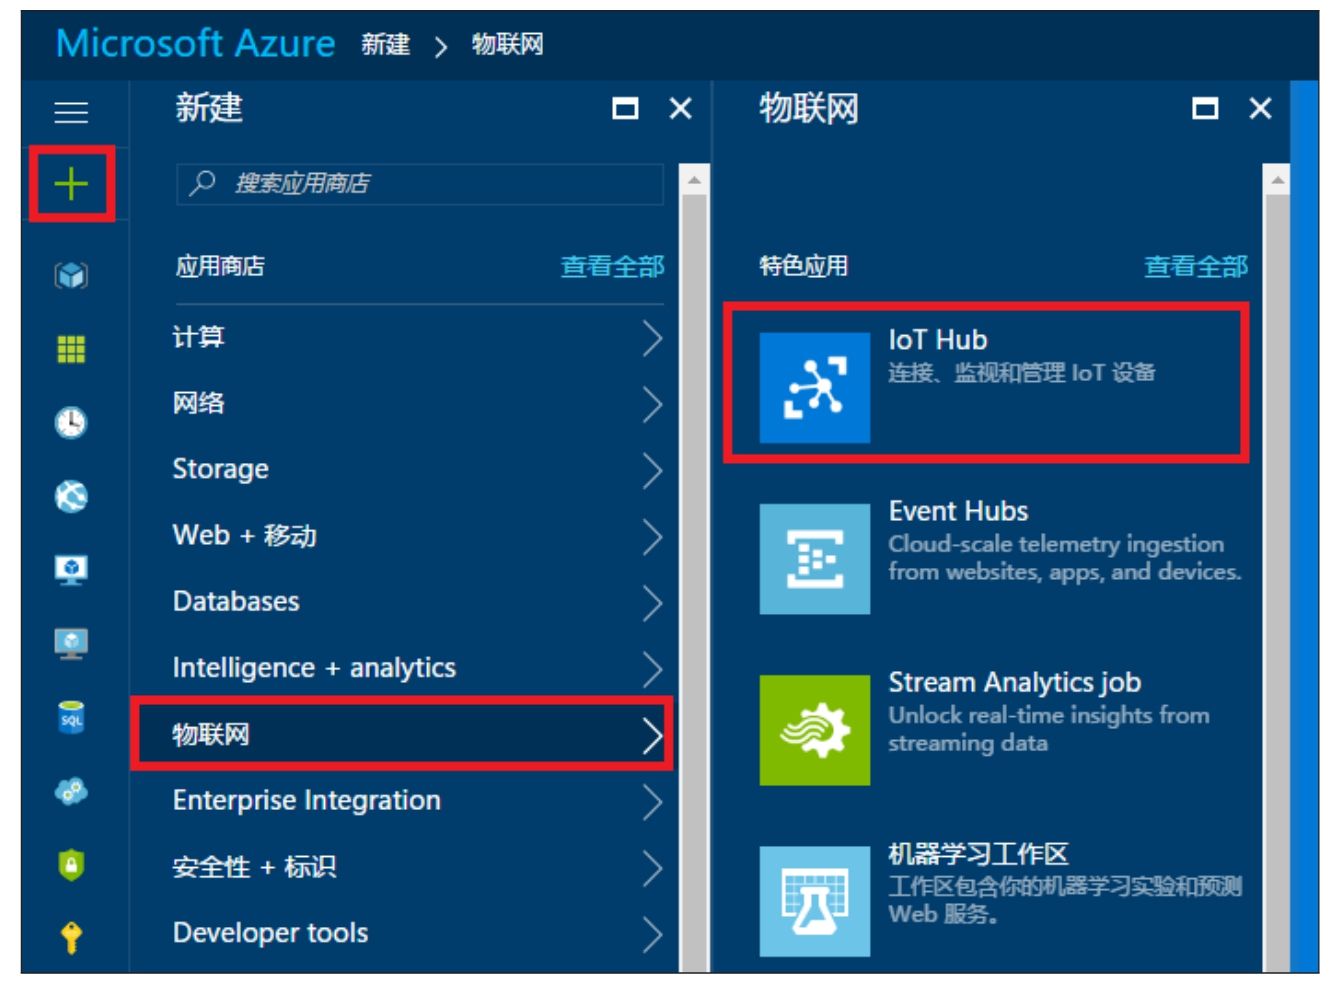 Microsoft Azure 新建 > 物联网
新建
搜索应用商店
应用商店 查看全部
计算
网络
Storage
Web + 移动
Databases
Intelligence + analytics
物联网
Enterprise Integration
安全性 + 标识
Developer tools
SQL
物联网
特色应用 查看全部
IoT Hub
连接、监视和管理 IoT 设备
Event Hubs
Cloud-scale telemetry ingestion
from websites, apps, and devices.
Stream Analytics job
Unlock real-time insights from
streaming data
机器学习工作区
工作区包含你的机器学习实验和预测
Web 服务。